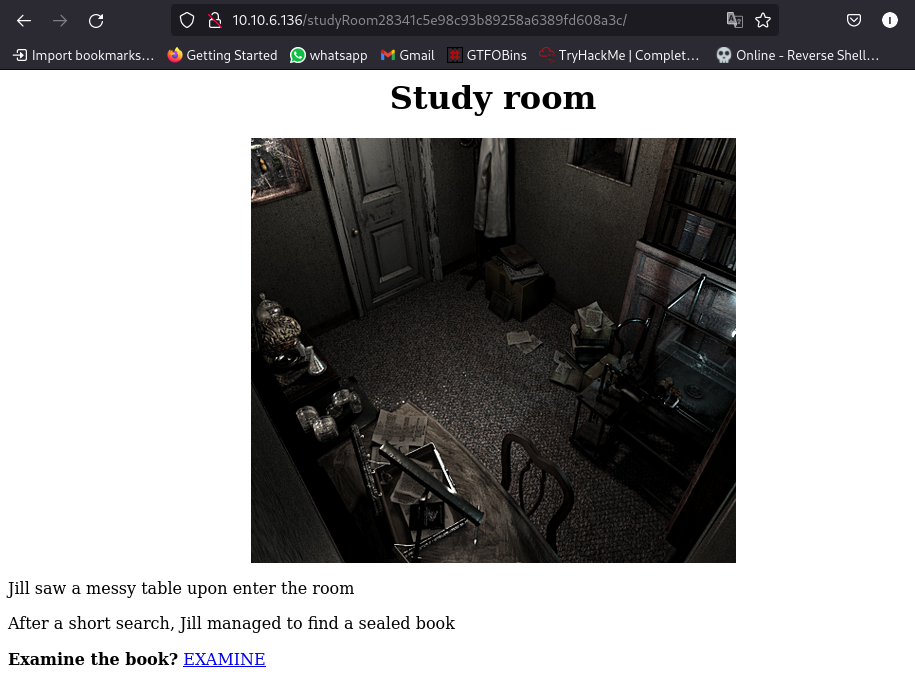 10.10.6.136/studyRoom28341c5e98c93b89258a6389fd608a3c/
Import bookmarks... Getting Started whatsapp Gmail GTFOBins TryHackMe | Complet... Online - Reverse Shell...
Study room
Jill saw a messy table upon enter the room
After a short search, Jill managed to find a sealed book
Examine the book? EXAMINE